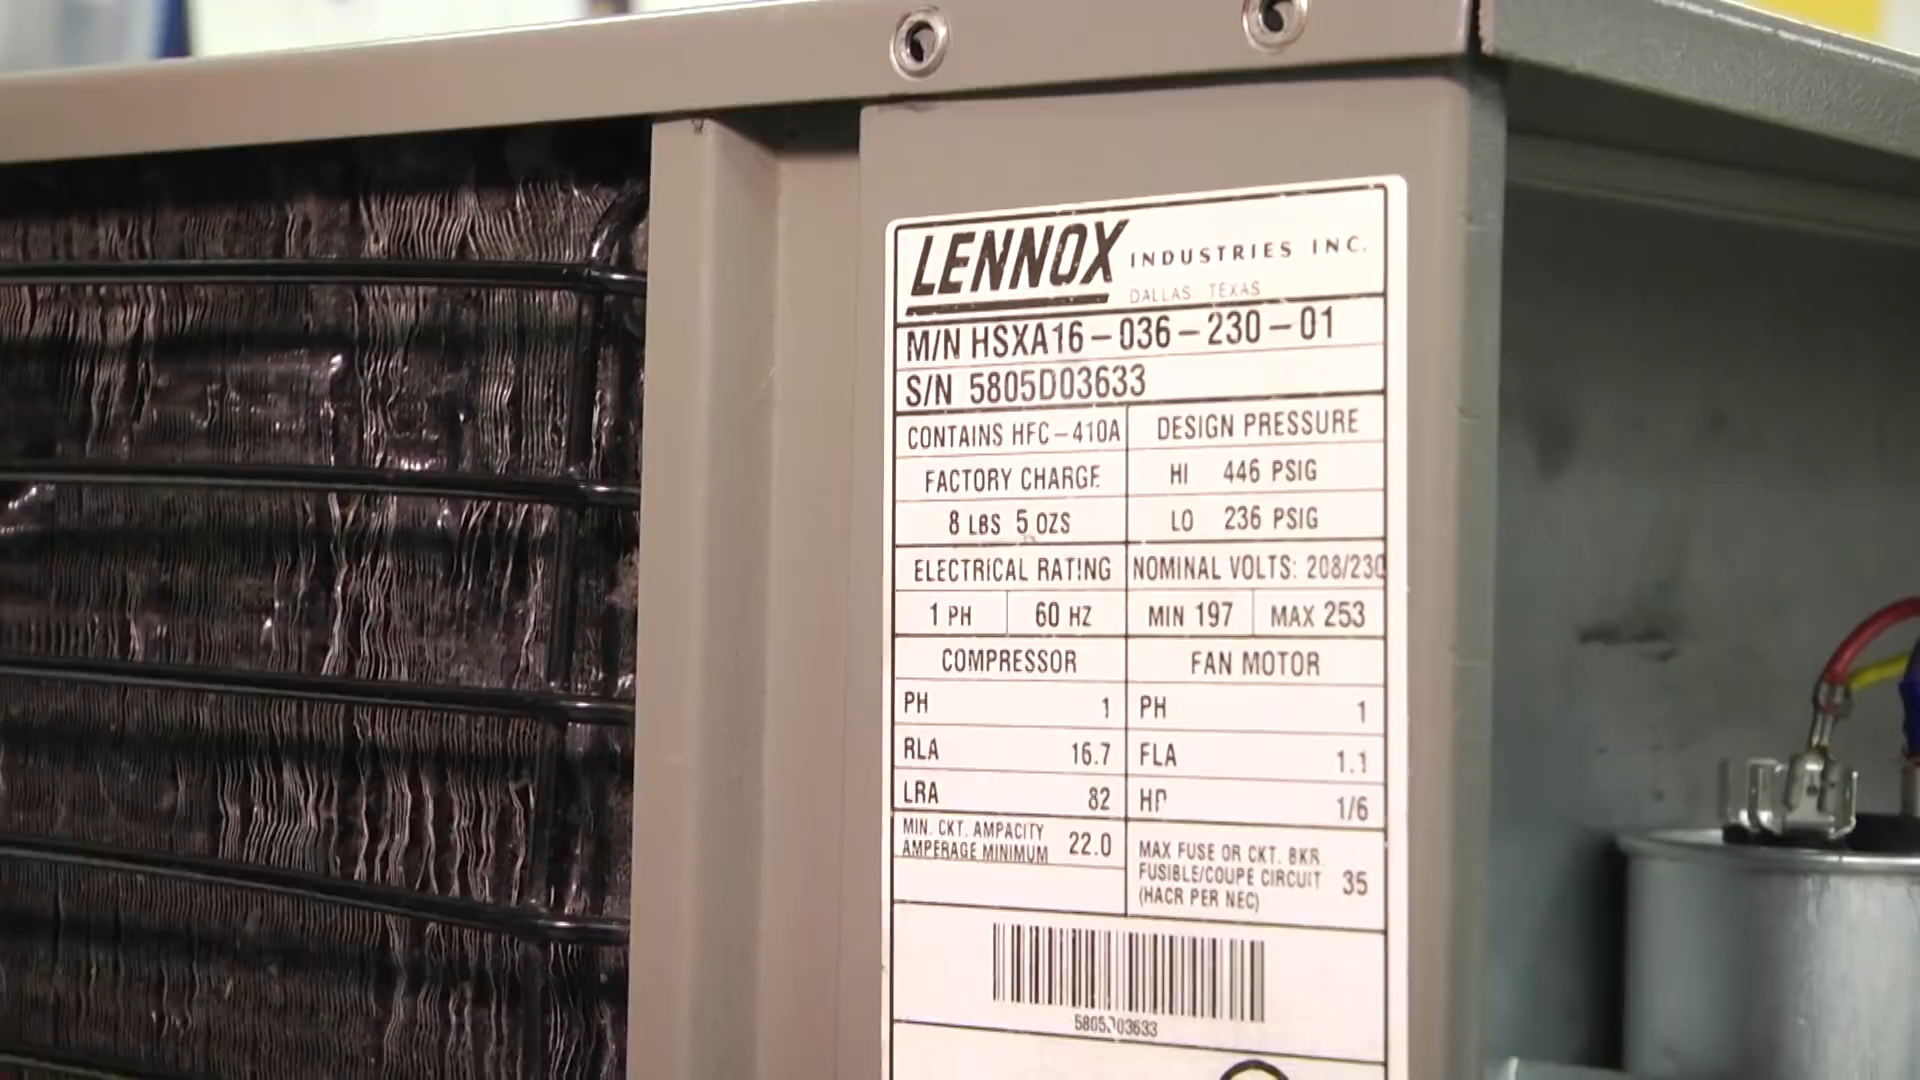 LENNOX INDUSTRIES INC.
DALLAS, TEXAS
M/N HSXA16-036-230-01
S/N 5805D03633
CONTAINS HFC-410A DESIGN PRESSURE
FACTORY CHARGE HI 446 PSIG
8 LBS 5 OZS LO 236 PSIG
ELECTRICAL RATING NOMINAL VOLTS: 208/230
1 PH 60 HZ MIN 197 MAX 253
COMPRESSOR FAN MOTOR
PH 1 PH 1
RLA 16.7 FLA 1.1
LRA 82 HP 1/6
MIN. CKT. AMPACITY
AMPERAGE MINIMUM 22.0
MAX FUSE OR CKT. BKR.
FUSIBLE/COUPE CIRCUIT 35
(HACR PER NEC)
5805D03633